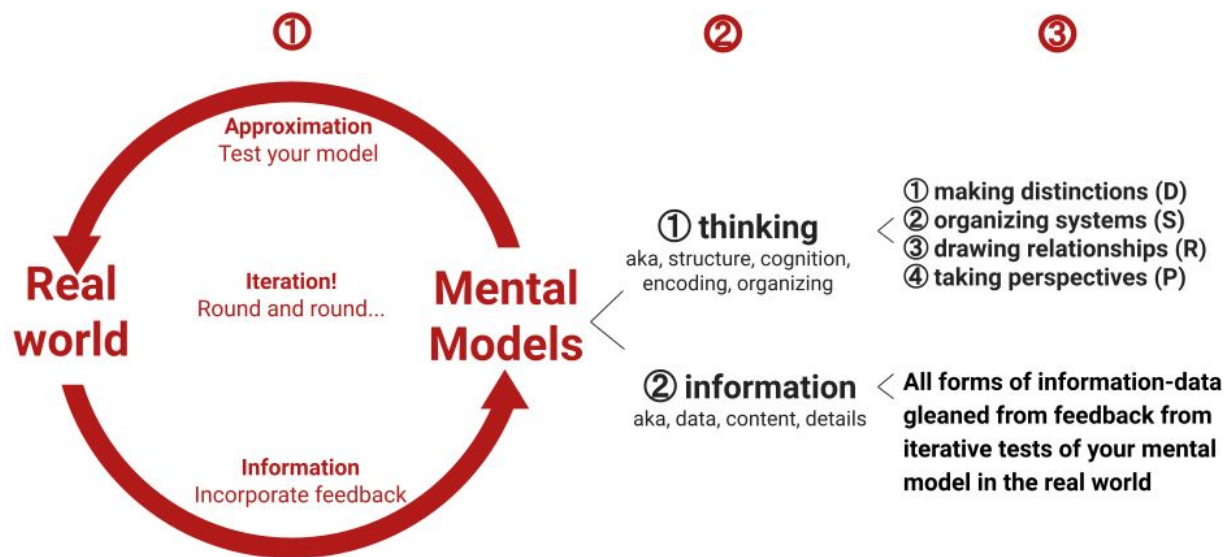 ①
②
③
Approximation
Test your model
Real
world
Iteration!
Round and round...
Mental
Models
Information
Incorporate feedback
① thinking
aka, structure, cognition,
encoding, organizing
② information
aka, data, content, details
① making distinctions (D)
② organizing systems (S)
③ drawing relationships (R)
④ taking perspectives (P)
All forms of information-data
gleaned from feedback from
iterative tests of your mental
model in the real world